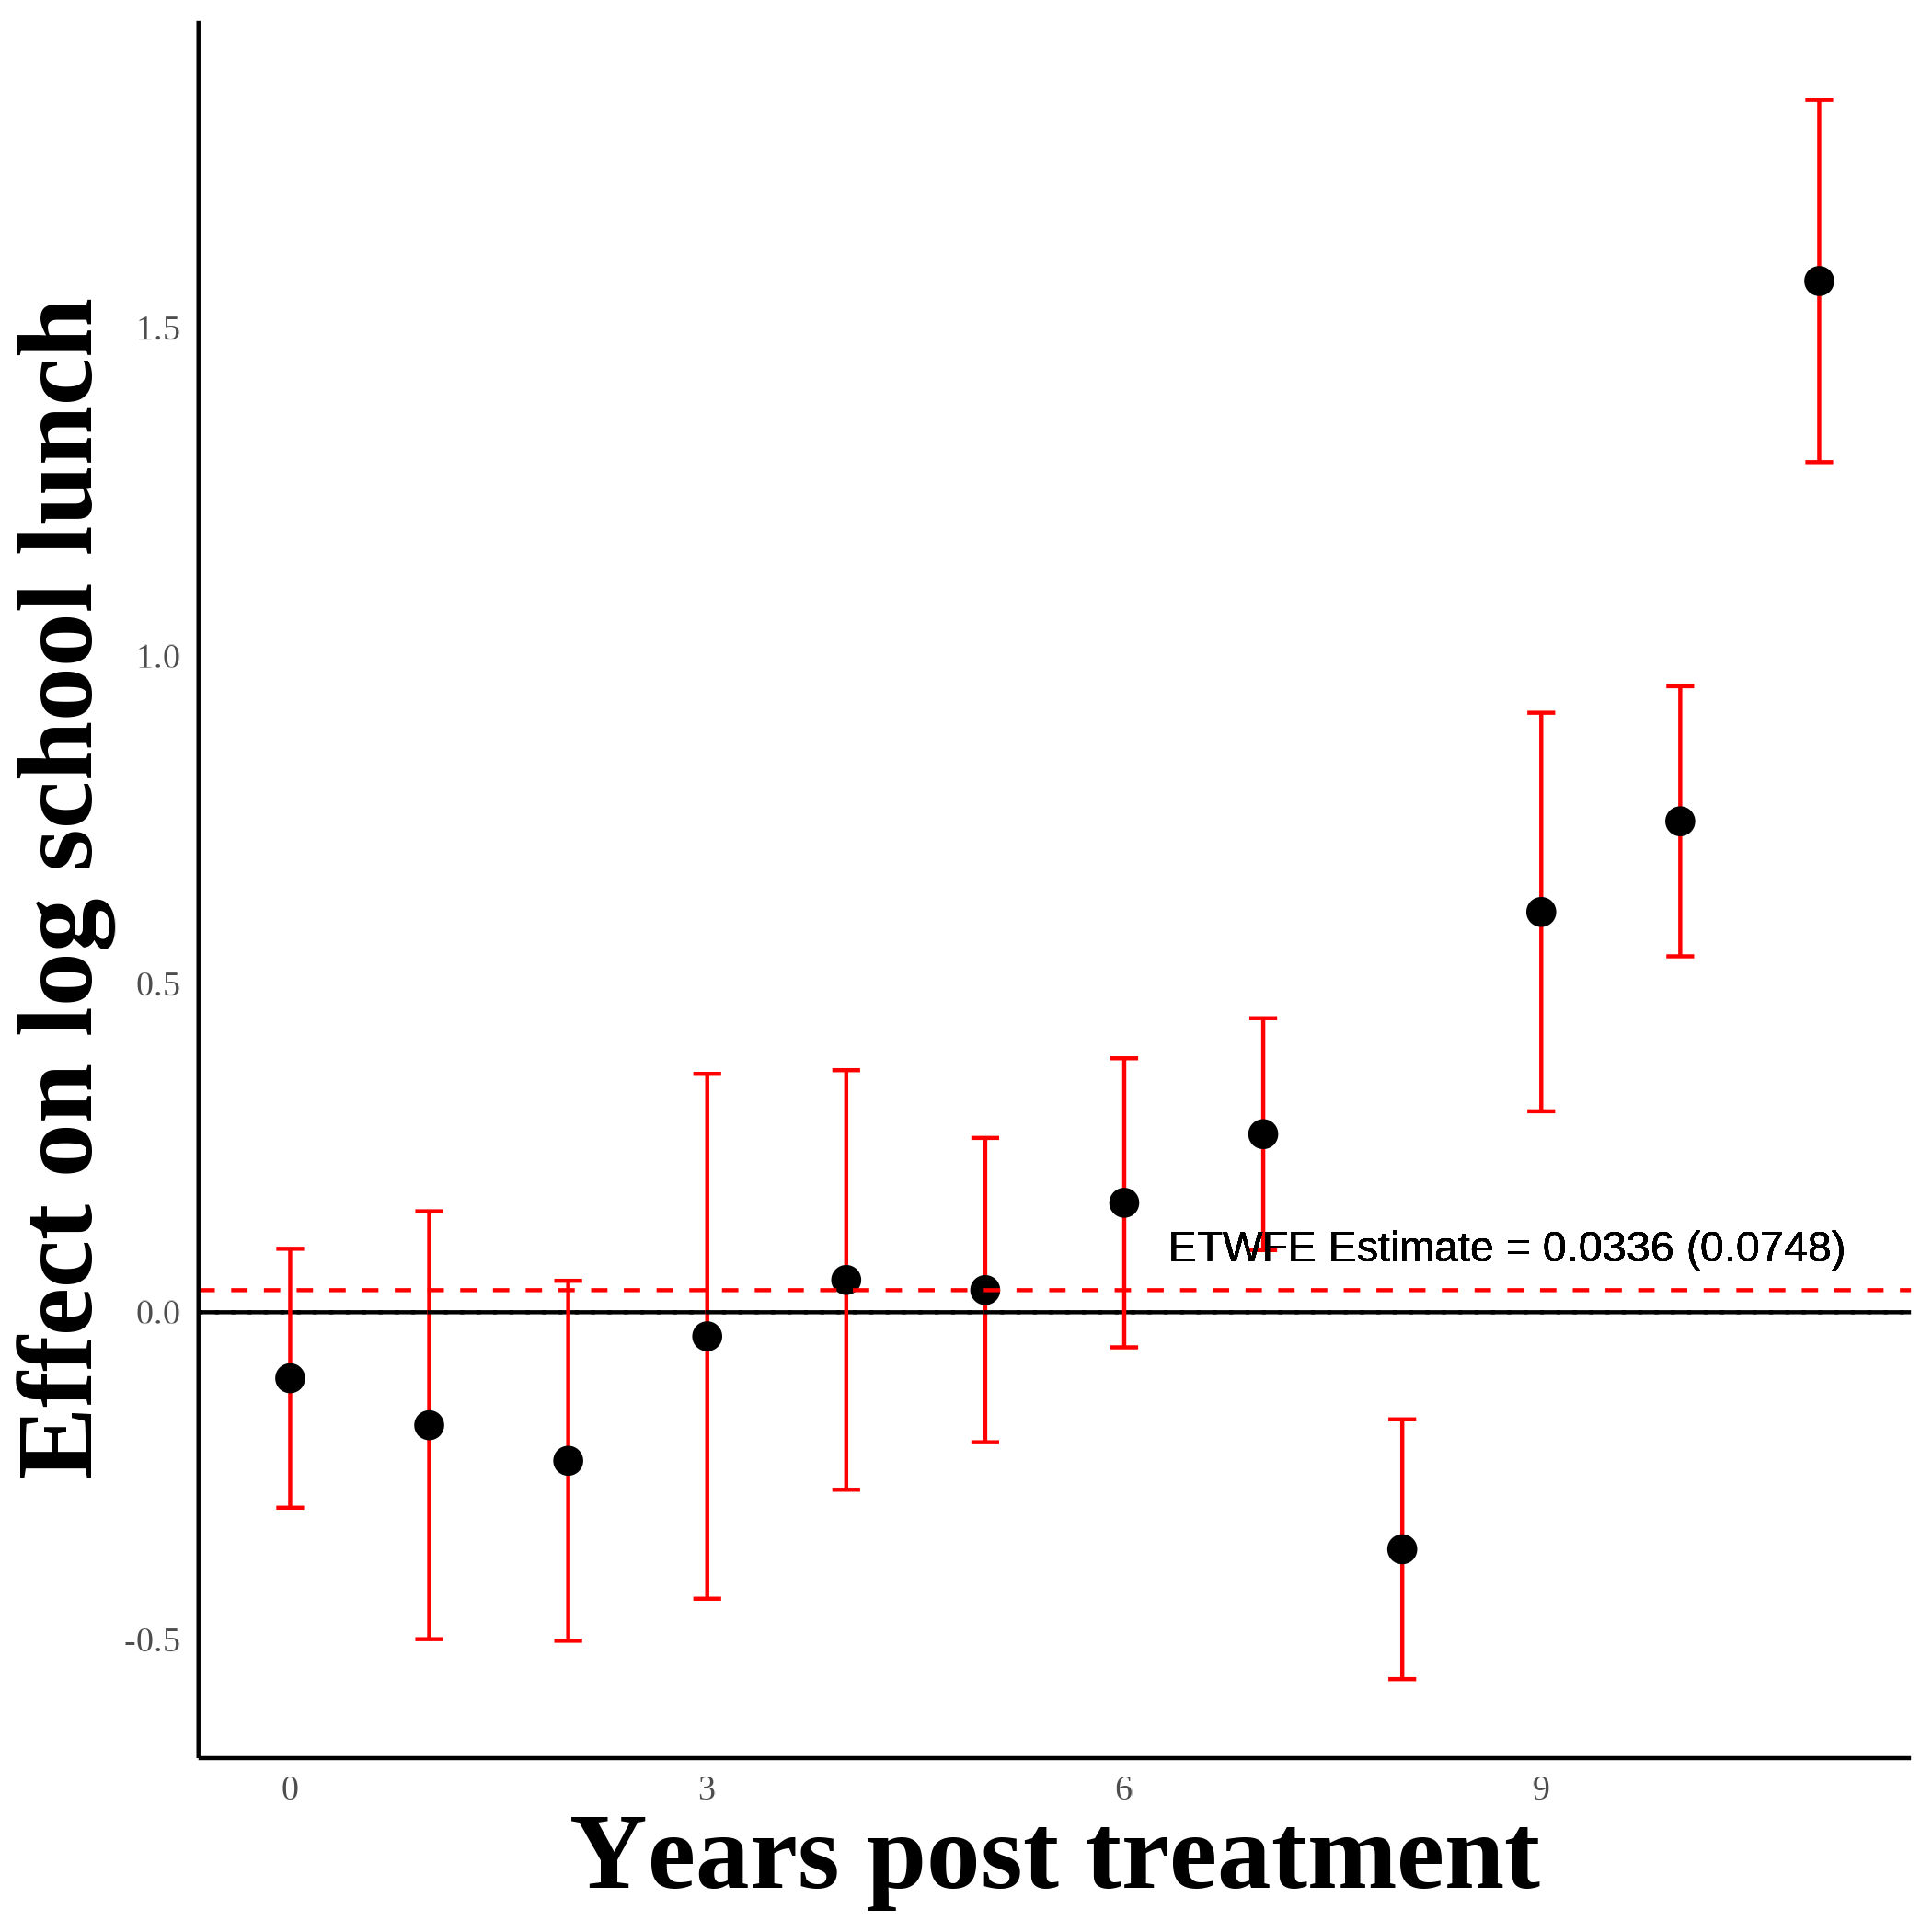 Effect on log school lunch
1.5
1.0
0.5
0.0
-0.5
ETWFE Estimate = 0.0336 (0.0748)
0 3 6 9
Years post treatment